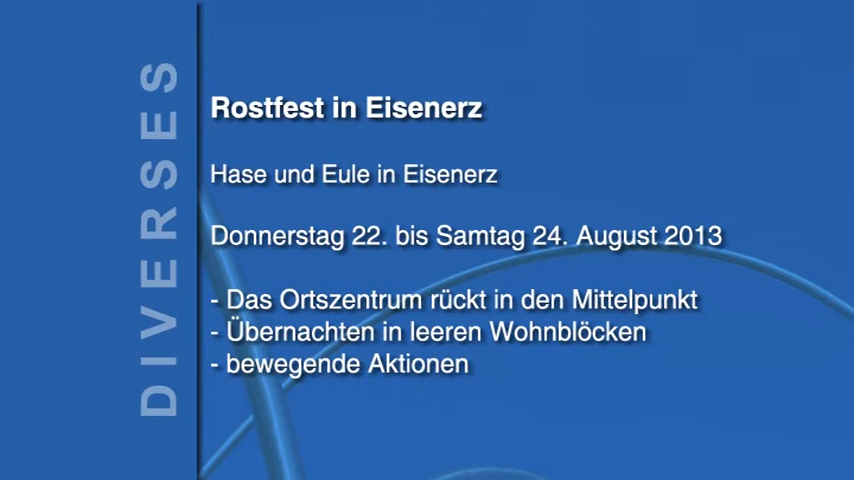 DIVERSES
Rostfest in Eisenerz
Hase und Eule in Eisenerz
Donnerstag 22. bis Samtag 24. August 2013
- Das Ortszentrum rückt in den Mittelpunkt
- Übernachten in leeren Wohnblöcken
- bewegende Aktionen